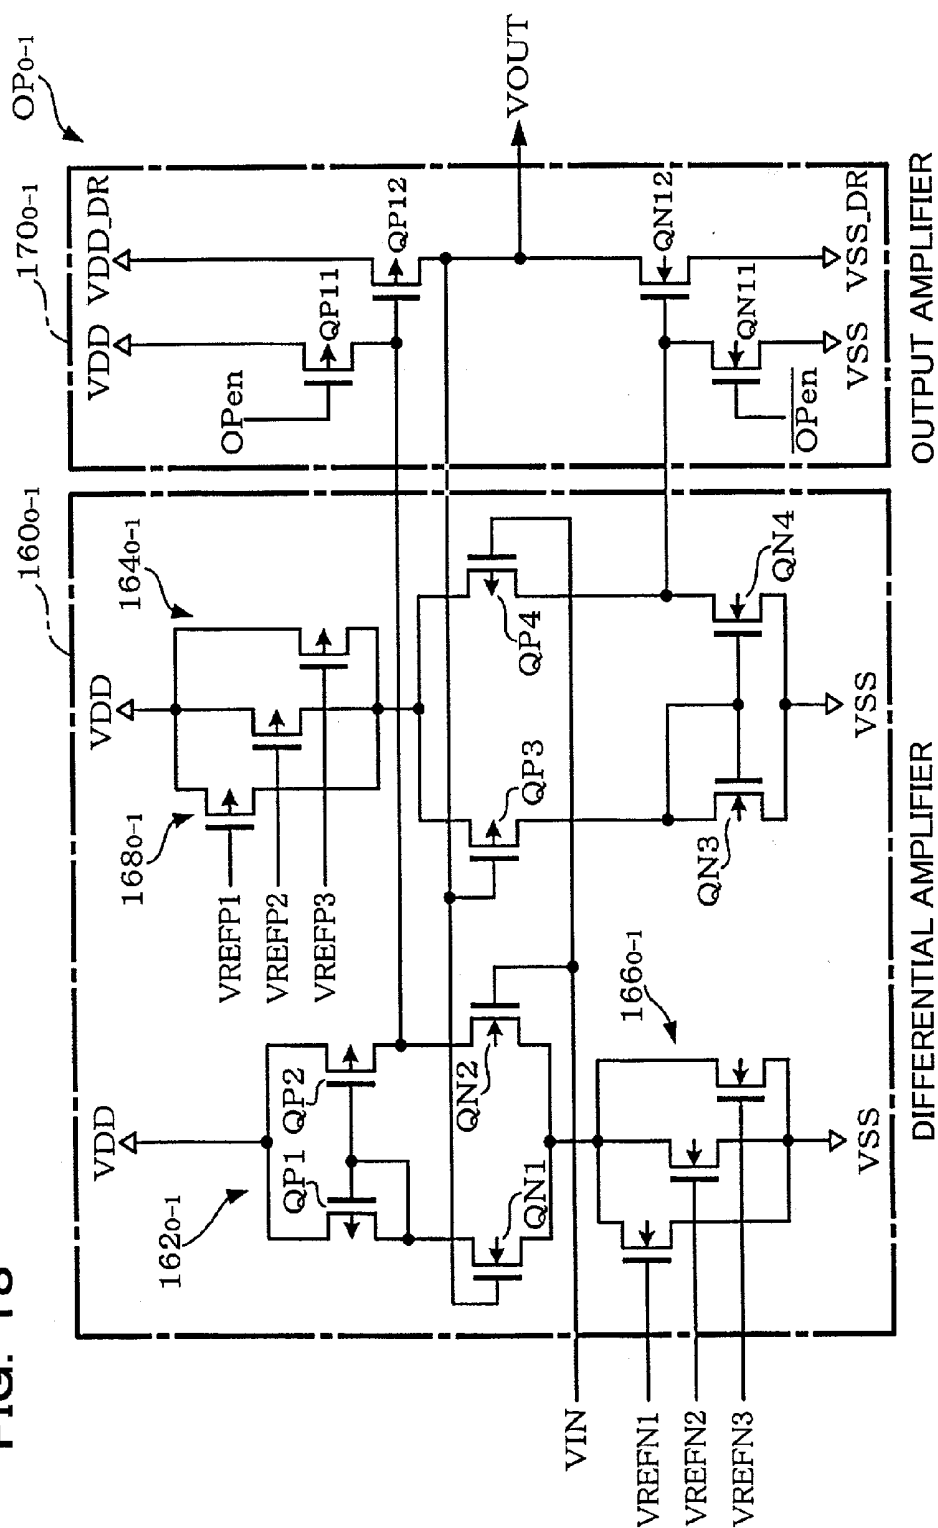 OP0-1
1600-1
1700-1
VDD
1620-1
QP1
QP2
VREFP1
VREFP2
VREFP3
1680-1
VDD
1640-1
OPen
VDD
QP11
VDD_DR
QP12
QN1
QN2
QP3
QP4
VOUT
VIN
VREFN1
VREFN2
VREFN3
1660-1
VSS
QN3
QN4
VSS
OPen
QN11
QN12
VSS
VSS_DR
DIFFERENTIAL AMPLIFIER
OUTPUT AMPLIFIER